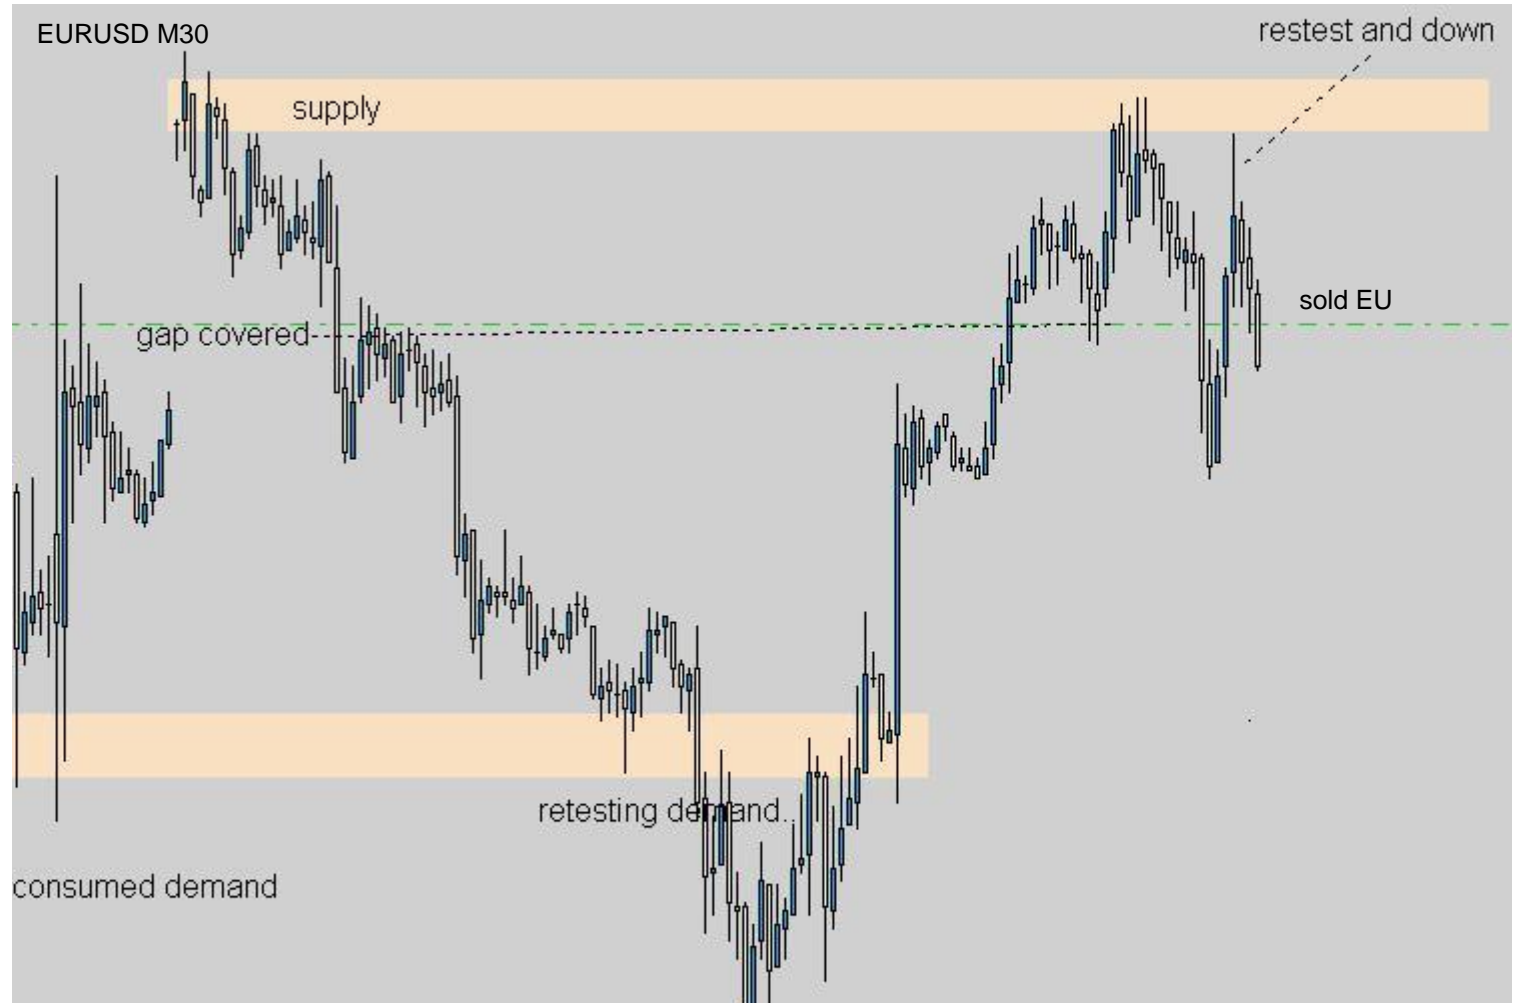 EURUSD M30
restest and down
supply
sold EU
gap covered
retesting demand..
consumed demand